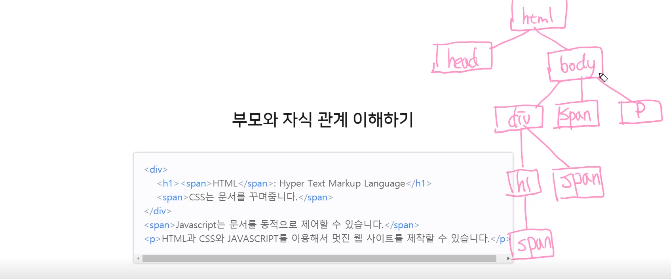 html
head
body
div
span
p
h1
span
span
부모와 자식 관계 이해하기
<div>
<h1><span>HTML</span>: Hyper Text Markup Language</h1>
<span>CSS는 문서를 꾸며줍니다.</span>
</div>
<span>Javascript는 문서를 동적으로 제어할 수 있습니다.</span>
<p>HTML과 CSS와 JAVASCRIPT를 이용해서 멋진 웹 사이트를 제작할 수 있습니다.</p>